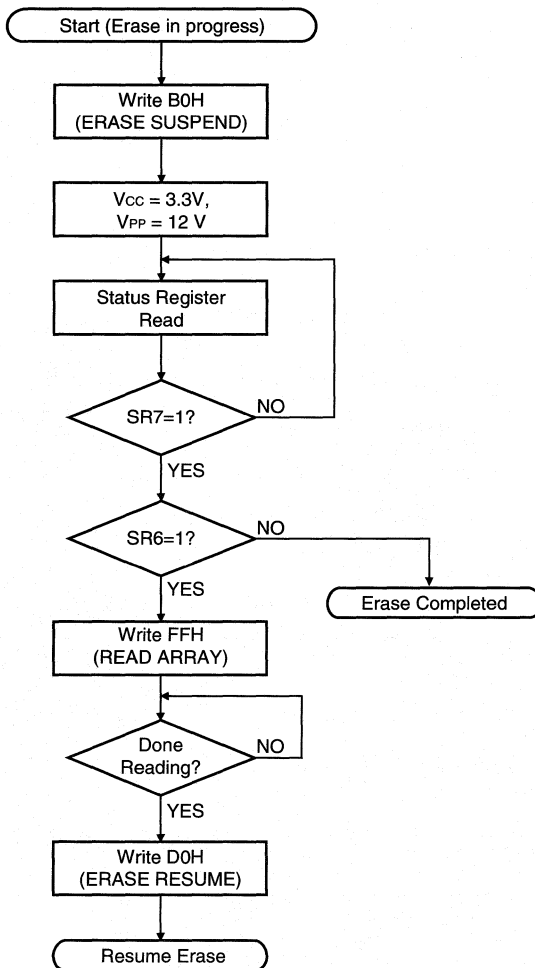 Start (Erase in progress)
Write B0H
(ERASE SUSPEND)
VCC = 3.3V,
VPP = 12 V
Status Register
Read
SR7=1?
NO
YES
SR6=1?
NO
YES
Erase Completed
Write FFH
(READ ARRAY)
Done
Reading?
NO
YES
Write D0H
(ERASE RESUME)
Resume Erase